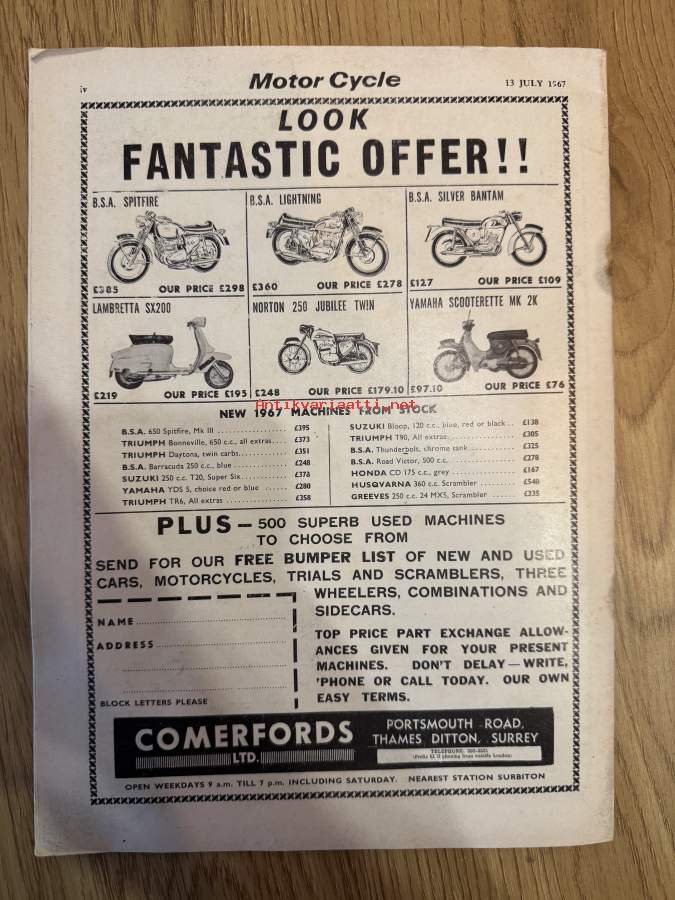 iv
Motor Cycle
13 JULY 1967
LOOK
FANTASTIC OFFER!!
B.S.A. SPITFIRE
£385 OUR PRICE £298
B.S.A. LIGHTNING
£360 OUR PRICE £278
B.S.A. SILVER BANTAM
£127 OUR PRICE £109
LAMBRETTA SX200
£219 OUR PRICE £195
NORTON 250 JUBILEE TWIN
£248 OUR PRICE £179.10
YAMAHA SCOOTERETTE MK 2K
£97.10 OUR PRICE £76
Antikvariaatti.net
NEW 1967 MACHINES FROM STOCK
B.S.A. 650 Spitfire, Mk III £395
TRIUMPH Bonneville, 650 c.c., all extras £373
TRIUMPH Daytona, twin carbs. £351
B.S.A. Barracuda 250 c.c., blue £248
SUZUKI 250 c.c. T20, Super Six £278
YAMAHA YDS 5, choice red or blue £280
TRIUMPH TR6, All extras £358
SUZUKI Bloop, 120 c.c., blue, red or black £138
TRIUMPH T90, All extras £305
B.S.A. Thunderbolt, chrome tank £325
B.S.A. Road Victor, 500 c.c. £278
HONDA CD 175 c.c., grey £167
HUSQVARNA 360 c.c. Scrambler £540
GREEVES 250 c.c. 24 MX5, Scrambler £335
PLUS — 500 SUPERB USED MACHINES
TO CHOOSE FROM
SEND FOR OUR FREE BUMPER LIST OF NEW AND USED
CARS, MOTORCYCLES, TRIALS AND SCRAMBLERS, THREE
WHEELERS, COMBINATIONS AND
SIDECARS.
NAME
ADDRESS
BLOCK LETTERS PLEASE
TOP PRICE PART EXCHANGE ALLOW-
ANCES GIVEN FOR YOUR PRESENT
MACHINES. DON'T DELAY — WRITE,
'PHONE OR CALL TODAY. OUR OWN
EASY TERMS.
COMERFORDS
LTD.
PORTSMOUTH ROAD,
THAMES DITTON, SURREY
TELEPHONE: 398-5531
(Prefix 01 if phoning from outside London)
OPEN WEEKDAYS 9 a.m. TILL 7 p.m. INCLUDING SATURDAY. NEAREST STATION SURBITON